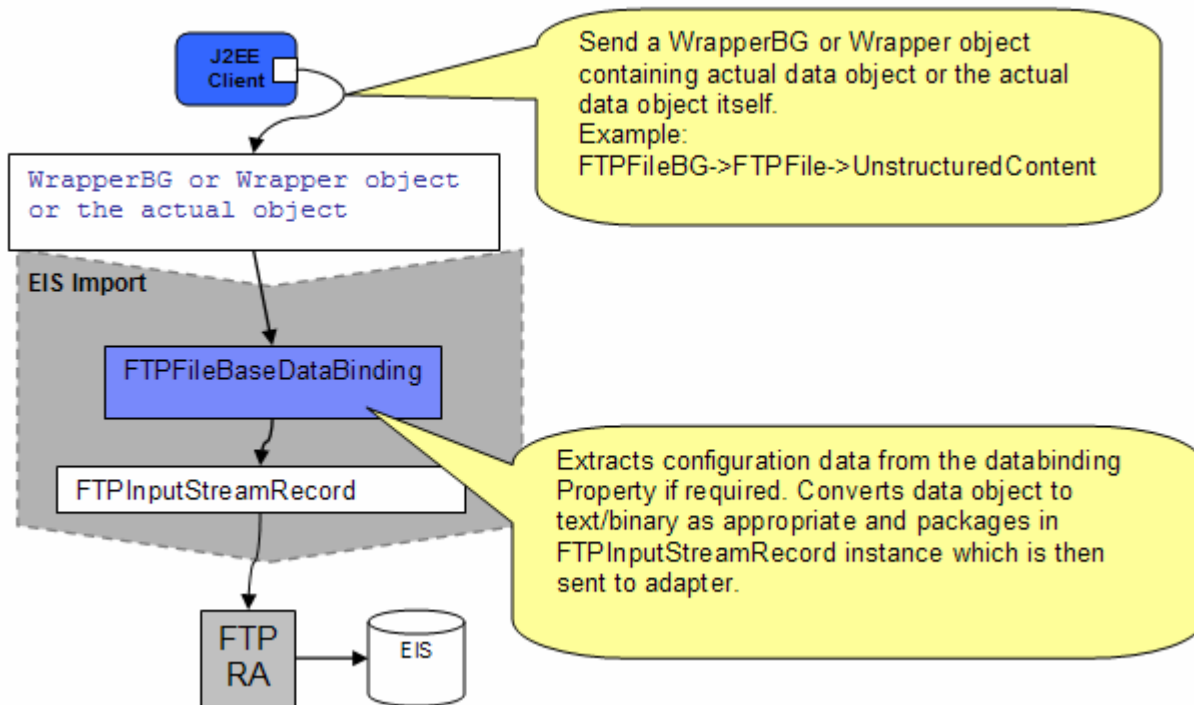 J2EE
Client
Send a WrapperBG or Wrapper object
containing actual data object or the actual
data object itself.
Example:
FTPFileBG->FTPFile->UnstructuredContent
WrapperBG or Wrapper object
or the actual object
EIS Import
FTPFileBaseDataBinding
FTPInputStreamRecord
Extracts configuration data from the databinding
Property if required. Converts data object to
text/binary as appropriate and packages in
FTPInputStreamRecord instance which is then
sent to adapter.
FTP
RA
EIS